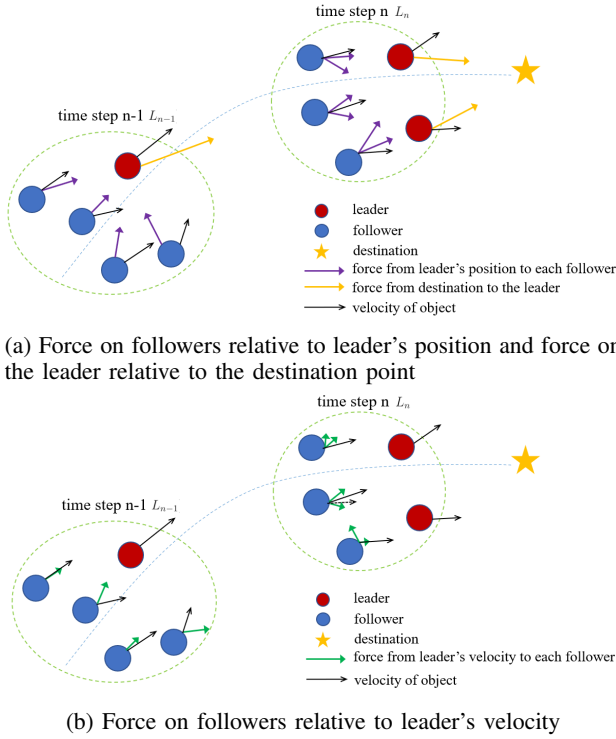 time step n L_n
time step n-1 L_{n-1}
leader
follower
destination
force from leader's position to each follower
force from destination to the leader
velocity of object
(a) Force on followers relative to leader's position and force on
the leader relative to the destination point
time step n L_n
time step n-1 L_{n-1}
leader
follower
destination
force from leader's velocity to each follower
velocity of object
(b) Force on followers relative to leader's velocity